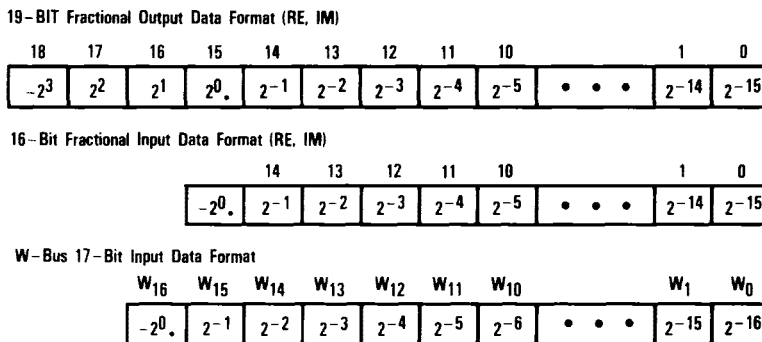 19-BIT Fractional Output Data Format (RE, IM)
18 17 16 15 14 13 12 11 10 1 0
-2³ 2² 2¹ 2⁰. 2⁻¹ 2⁻² 2⁻³ 2⁻⁴ 2⁻⁵ • • • 2⁻¹⁴ 2⁻¹⁵
16-Bit Fractional Input Data Format (RE, IM)
14 13 12 11 10 1 0
-2⁰. 2⁻¹ 2⁻² 2⁻³ 2⁻⁴ 2⁻⁵ • • • 2⁻¹⁴ 2⁻¹⁵
W-Bus 17-Bit Input Data Format
W₁₆ W₁₅ W₁₄ W₁₃ W₁₂ W₁₁ W₁₀ W₁ W₀
-2⁰. 2⁻¹ 2⁻² 2⁻³ 2⁻⁴ 2⁻⁵ 2⁻⁶ • • • 2⁻¹⁵ 2⁻¹⁶